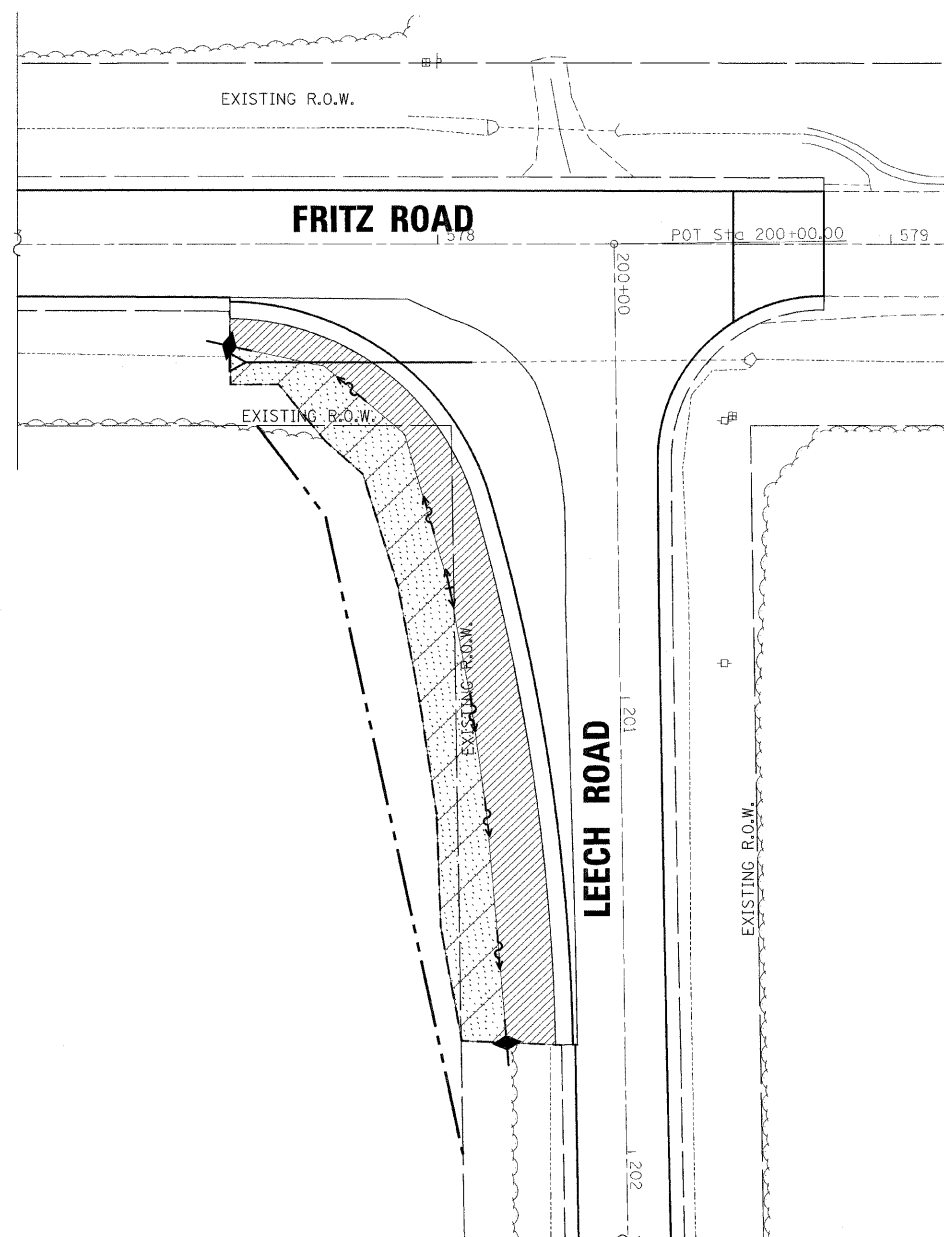 EXISTING R.O.W.
FRITZ ROAD
578
POT Sta 200+00.00
579
200+00
EXISTING R.O.W.
EXISTING R.O.W.
201
LEECH ROAD
EXISTING R.O.W.
202